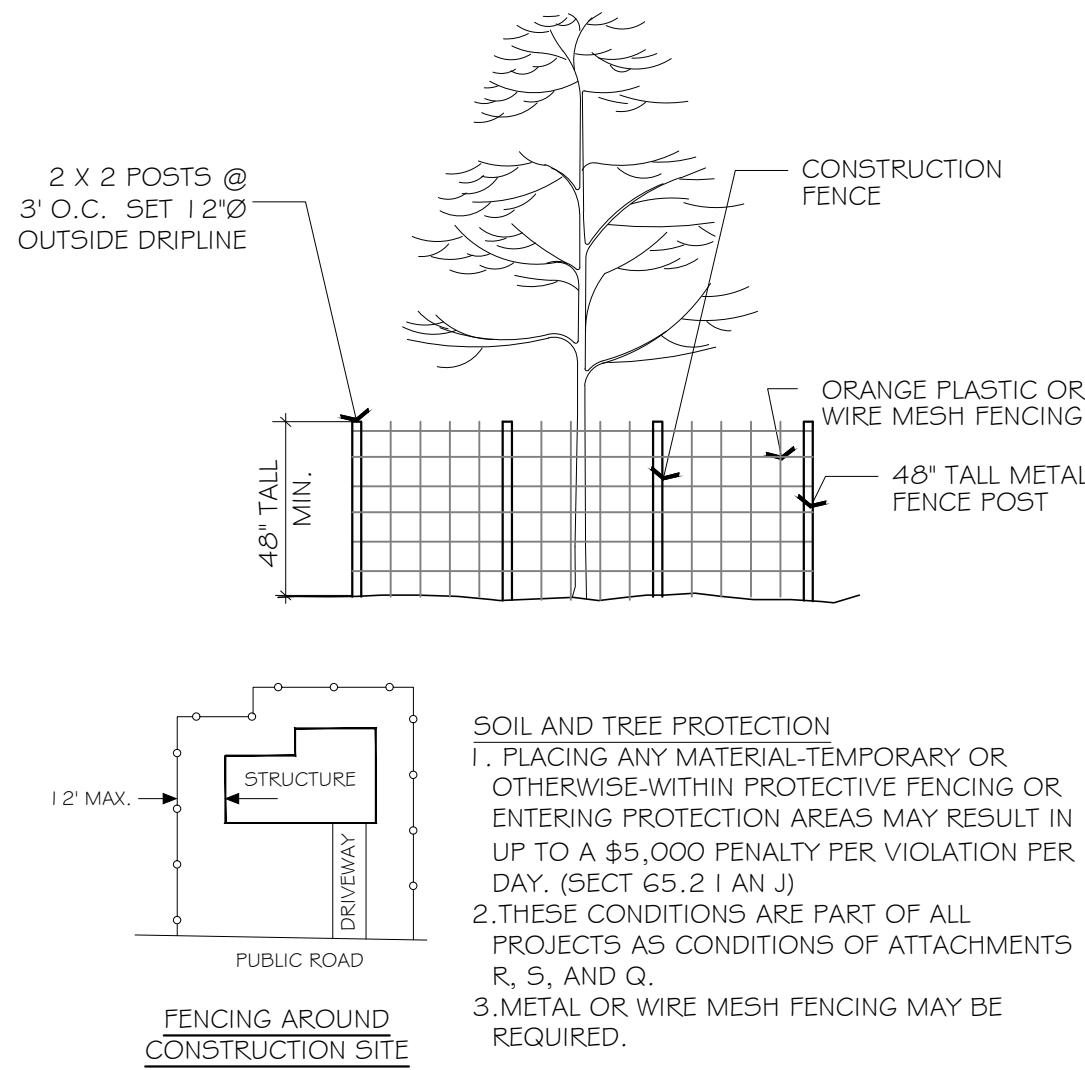 2 X 2 POSTS @
3' O.C. SET 12"Ø
OUTSIDE DRIPLINE
CONSTRUCTION
FENCE
ORANGE PLASTIC OR
WIRE MESH FENCING
48" TALL METAL
FENCE POST
48" TALL
MIN.
STRUCTURE
12' MAX.
DRIVEWAY
PUBLIC ROAD
FENCING AROUND
CONSTRUCTION SITE
SOIL AND TREE PROTECTION
1. PLACING ANY MATERIAL-TEMPORARY OR
OTHERWISE-WITHIN PROTECTIVE FENCING OR
ENTERING PROTECTION AREAS MAY RESULT IN
UP TO A $5,000 PENALTY PER VIOLATION PER
DAY. (SECT 65.21 AN J)
2.THESE CONDITIONS ARE PART OF ALL
PROJECTS AS CONDITIONS OF ATTACHMENTS
R, S, AND Q.
3.METAL OR WIRE MESH FENCING MAY BE
REQUIRED.